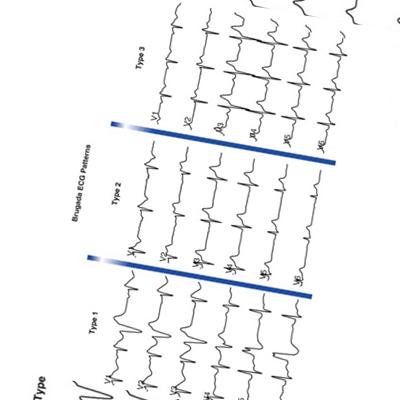 Brugada ECG Patterns
Type
Type 1
V1
V2
V3
V4
Type 2
V1
V2
V3
V4
V5
V6
Type 3
V1
V2
V3
V4
V5
V6